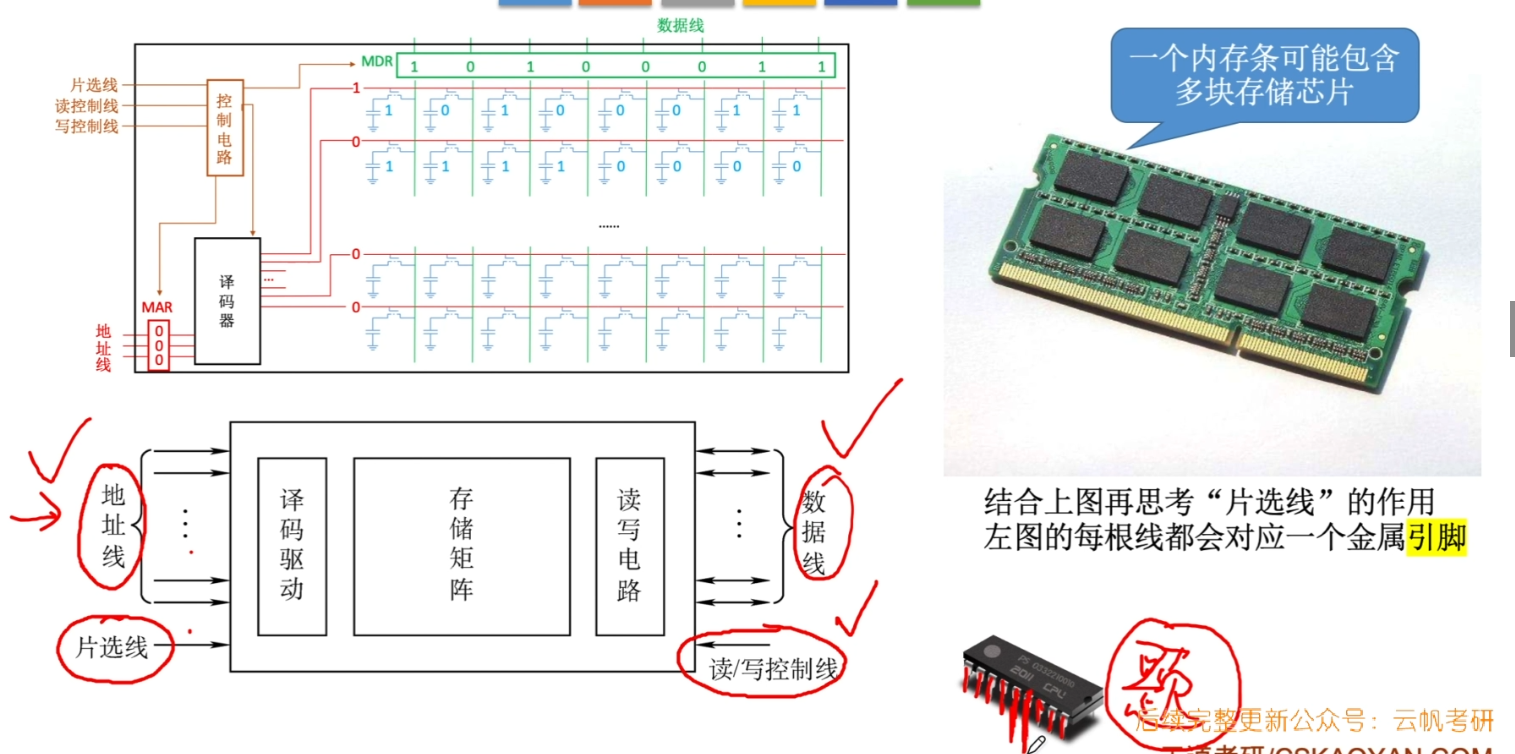 数据线
MDR 1 0 1 0 0 0 1 1
片选线
读控制线
写控制线
控制电路
1
1 0 1 0 0 0 1 1
0
1 1 1 1 0 0 0 0
......
0
0
译码器
...
MAR
地址线
0
0
0
一个内存条可能包含
多块存储芯片
地址线
译码驱动
存储矩阵
读写电路
数据线
片选线
读/写控制线
结合上图再思考“片选线”的作用
左图的每根线都会对应一个金属引脚
2011 CPU
题
后续完整更新公众号：云帆考研
王道考研/CSKAOYAN.COM